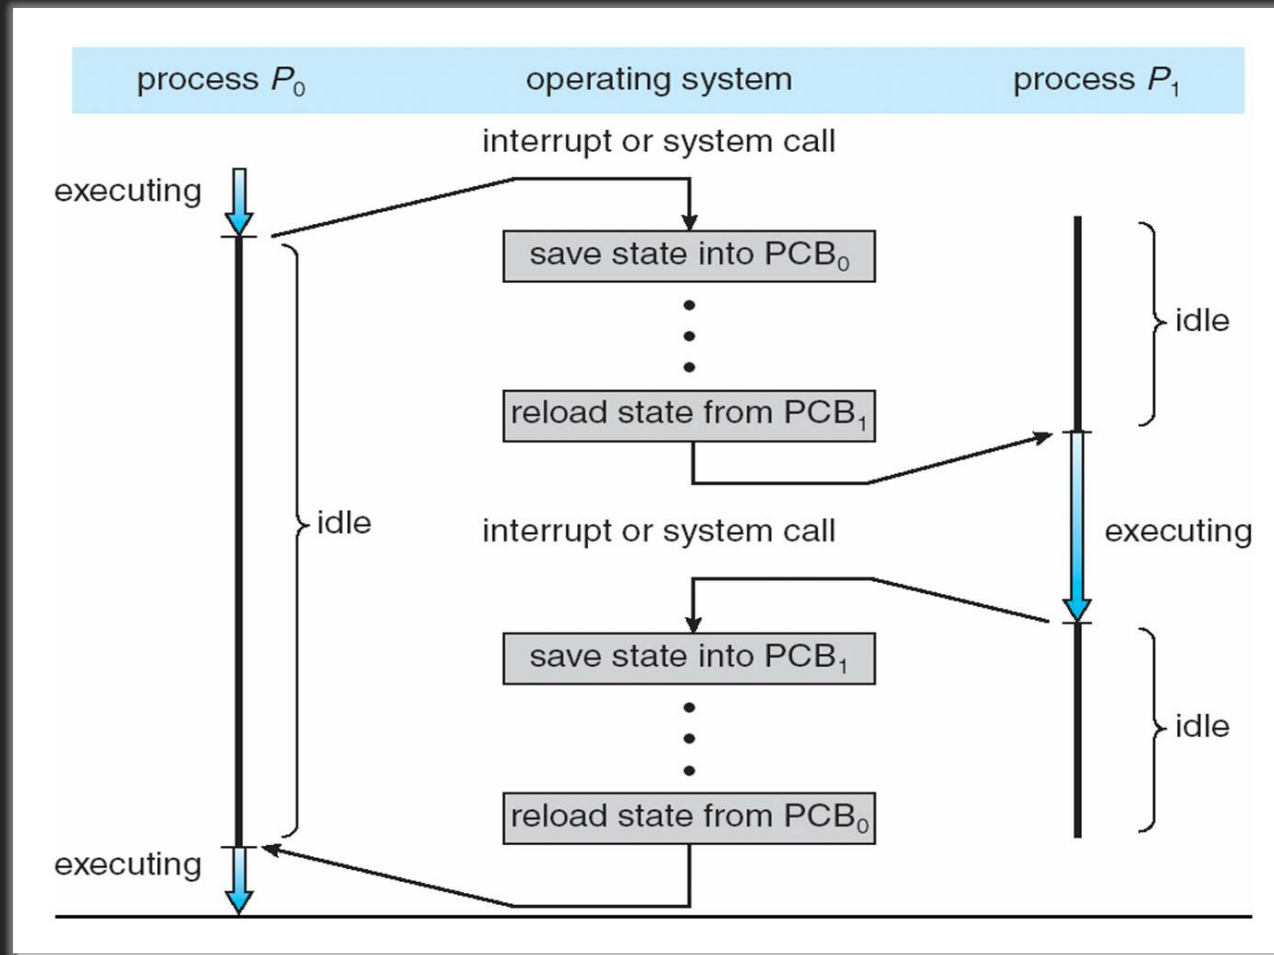 process P₀ operating system process P₁
interrupt or system call
executing
save state into PCB₀
idle
reload state from PCB₁
idle
interrupt or system call
executing
save state into PCB₁
idle
reload state from PCB₀
executing